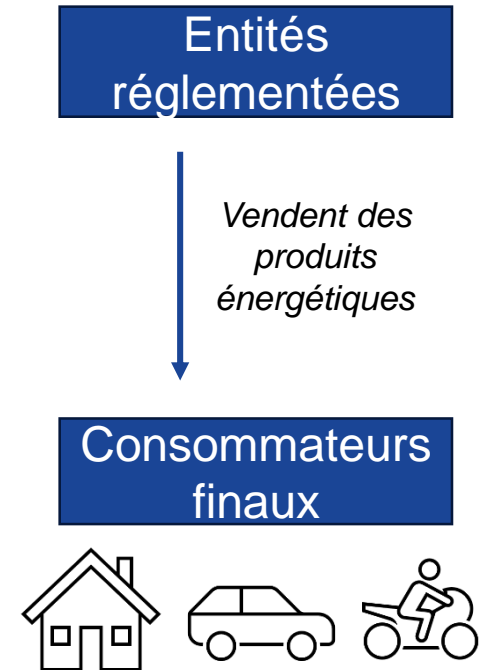 Entités
réglementées
Vendent des
produits
énergétiques
Consommateurs
finaux